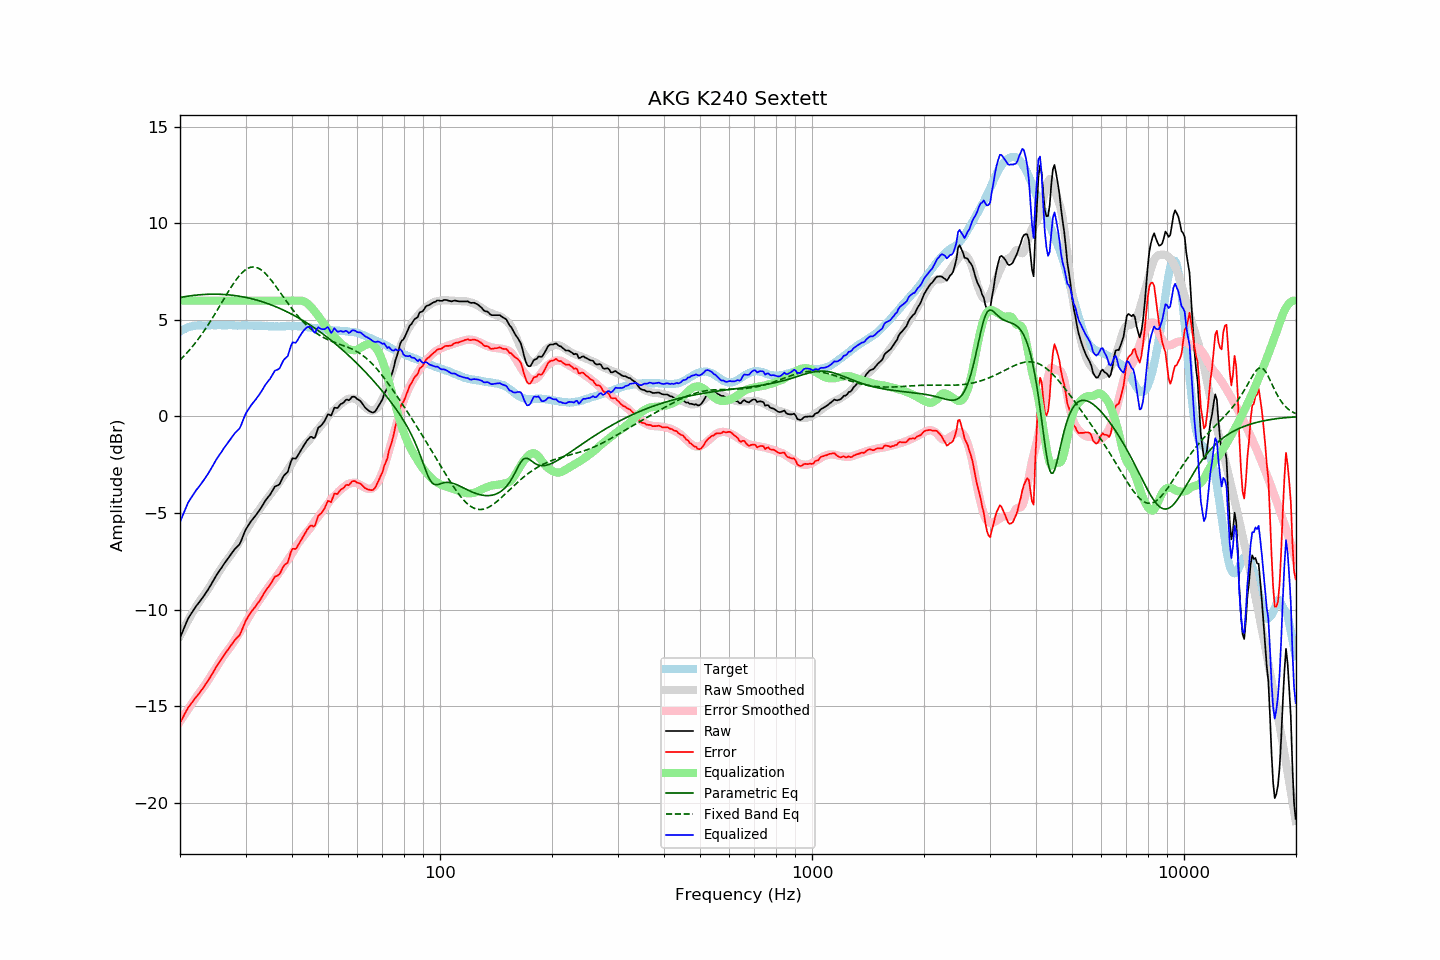 AKG K240 Sextett
15
10
5
0
−5
−10
−15
−20
Amplitude (dBr)
Target
Raw Smoothed
Error Smoothed
Raw
Error
Equalization
Parametric Eq
Fixed Band Eq
Equalized
100
1000
10000
Frequency (Hz)